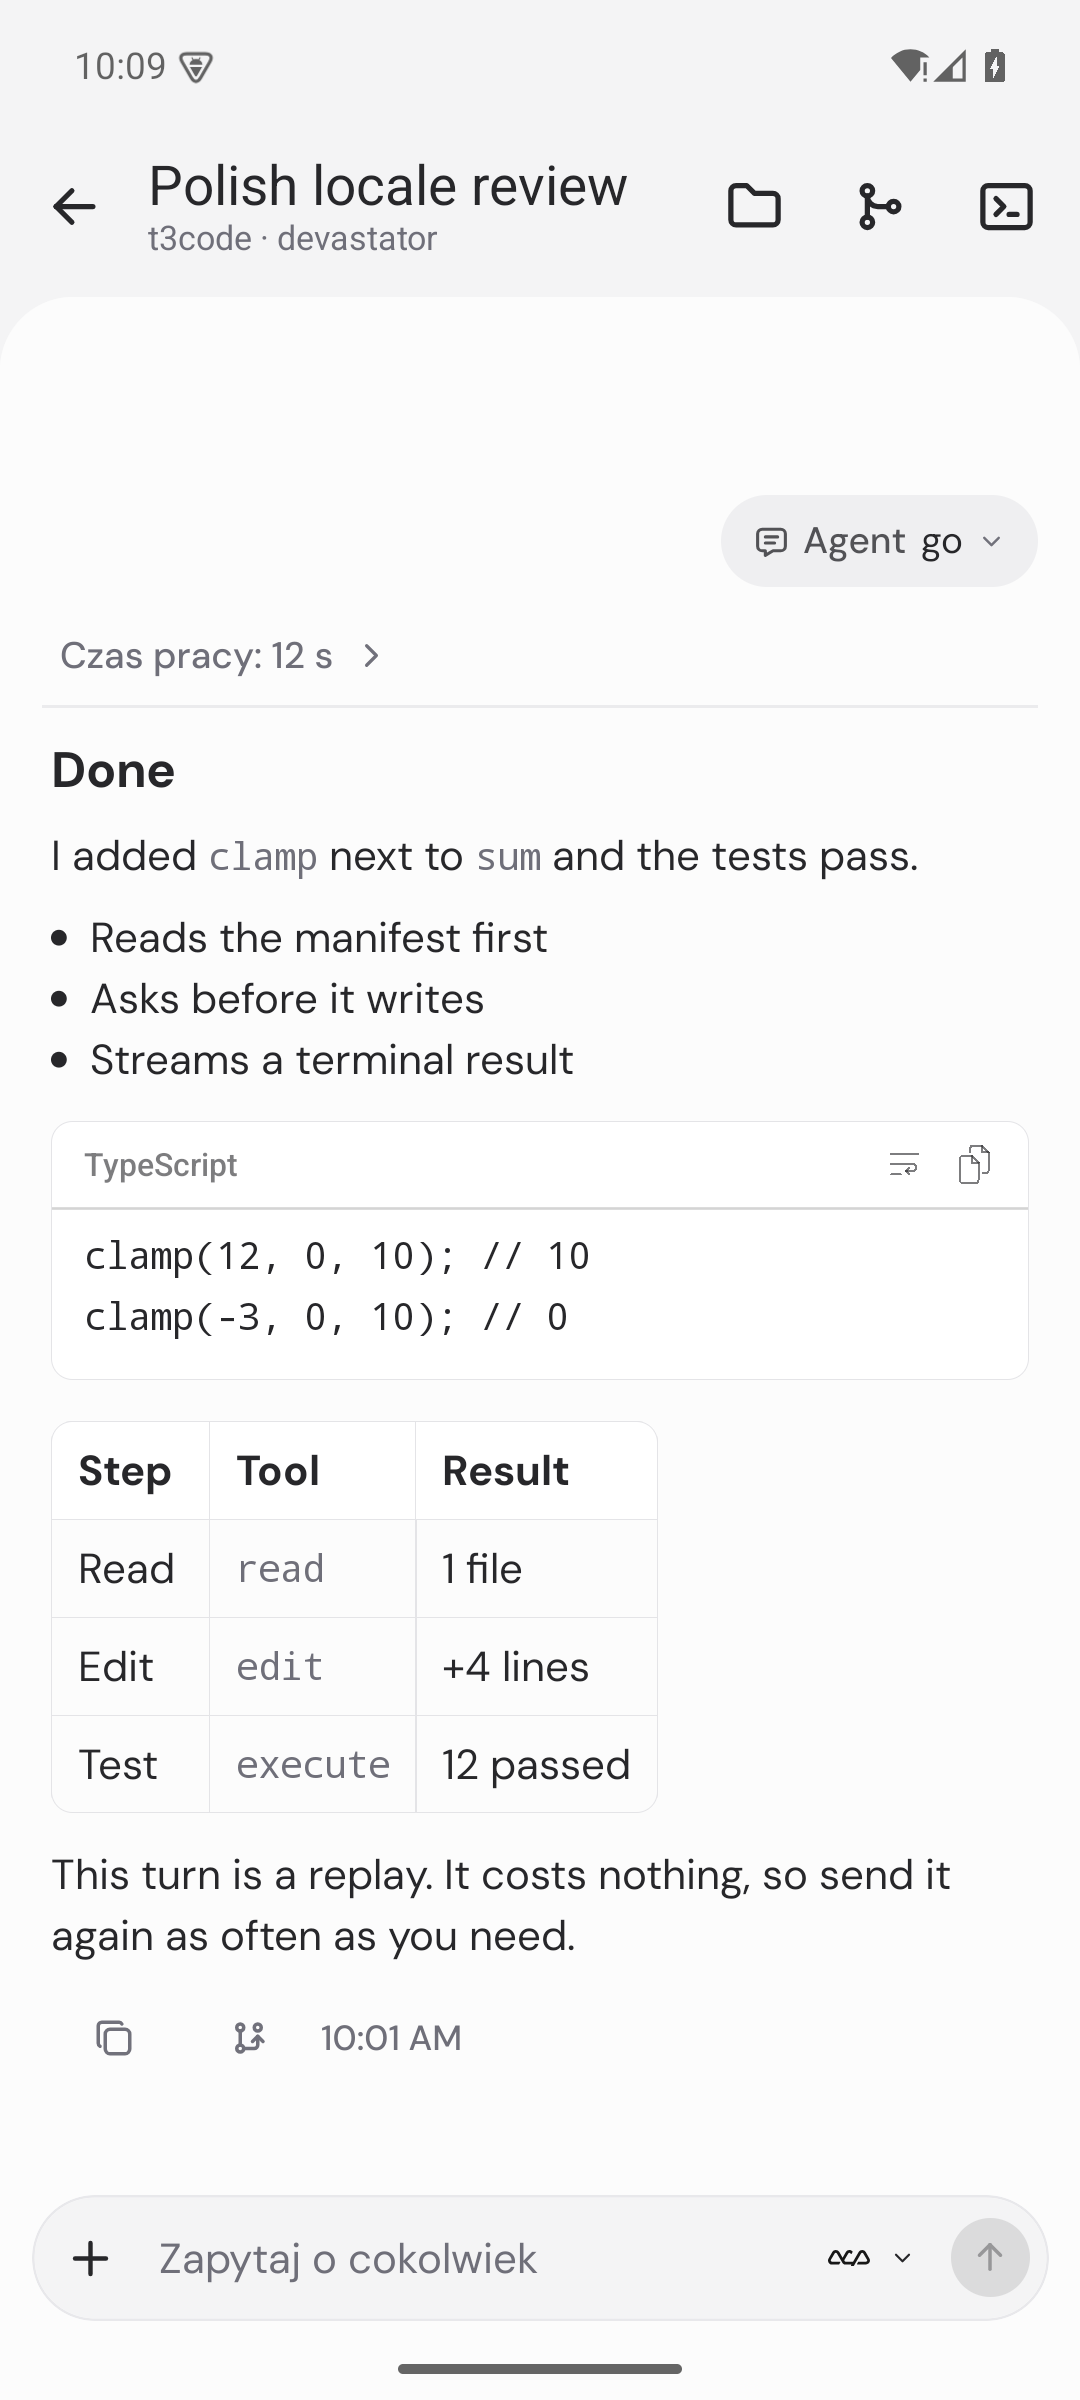 10:09
Polish locale review
t3code · devastator
Agent go
Czas pracy: 12 s
Done
I added clamp next to sum and the tests pass.
• Reads the manifest first
• Asks before it writes
• Streams a terminal result
TypeScript
clamp(12, 0, 10); // 10
clamp(-3, 0, 10); // 0
Step Tool Result
Read read 1 file
Edit edit +4 lines
Test execute 12 passed
This turn is a replay. It costs nothing, so send it
again as often as you need.
10:01 AM
Zapytaj o cokolwiek